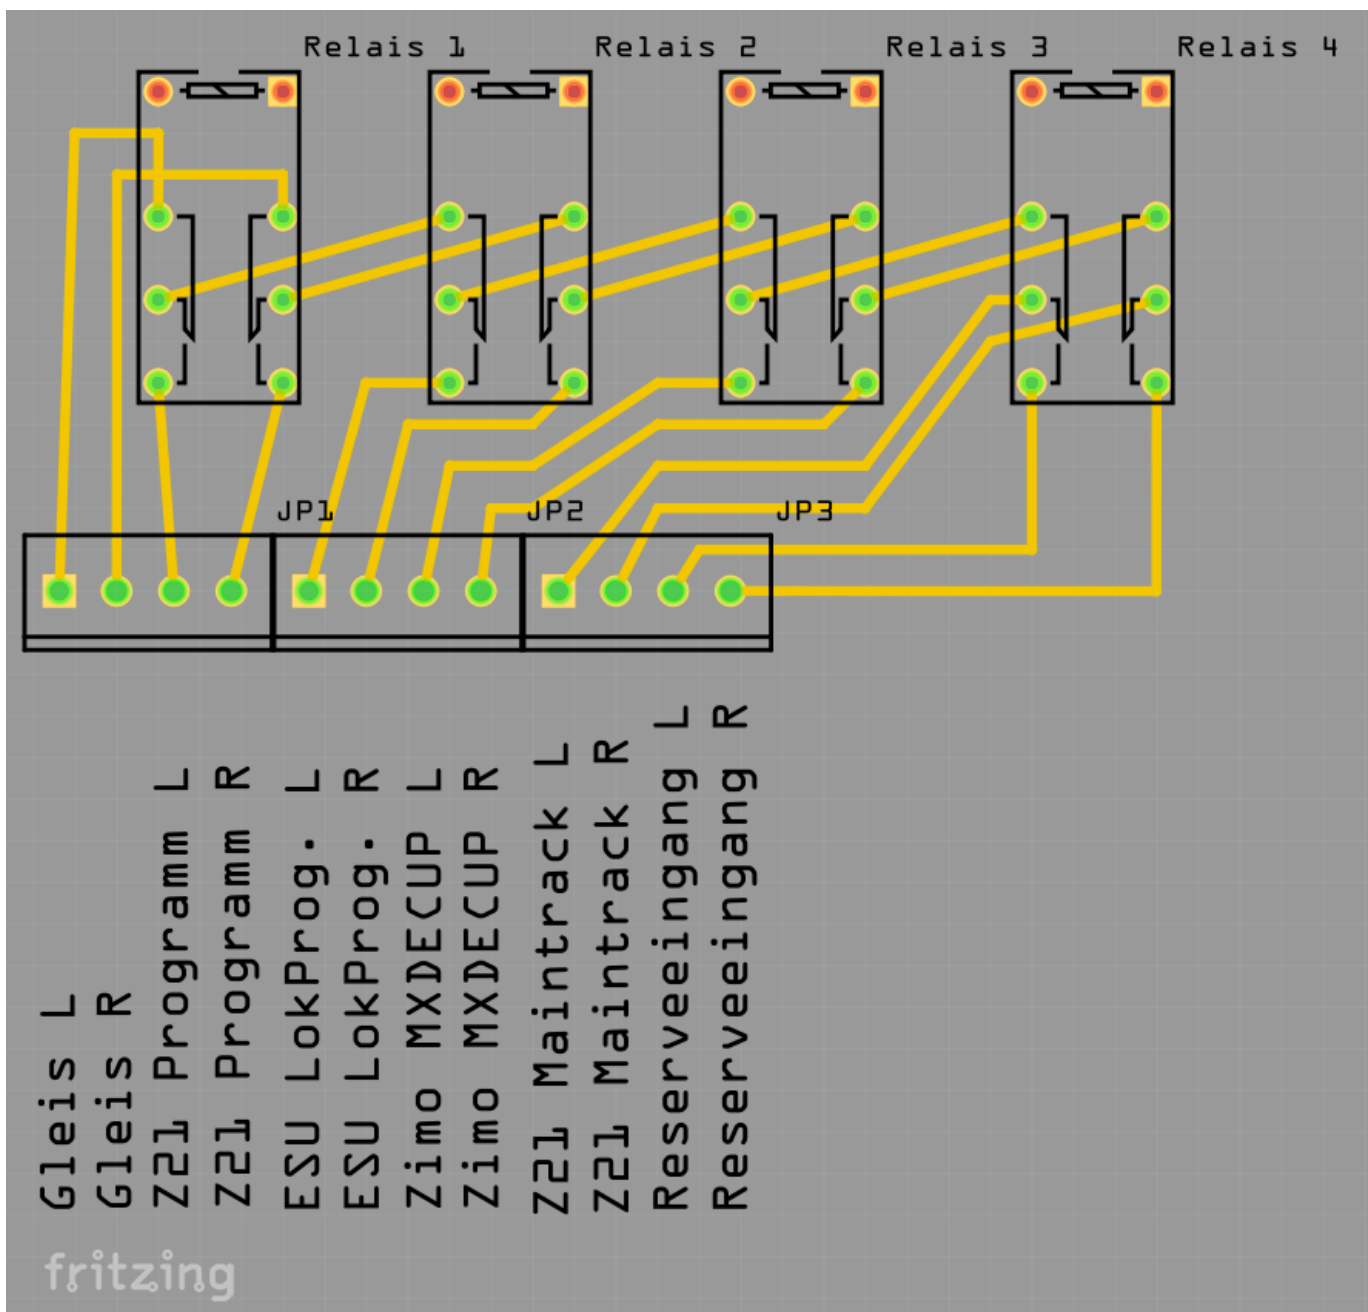 Relais 1
Relais 2
Relais 3
Relais 4
JP1
JP2
JP3
Gleis L
Gleis R
Z21 Programm L
Z21 Programm R
ESU LokProg. L
ESU LokProg. R
Zimo MXDECUP L
Zimo MXDECUP R
Z21 Maintrack L
Z21 Maintrack R
Reserveeingang L
Reserveeingang R
fritzing